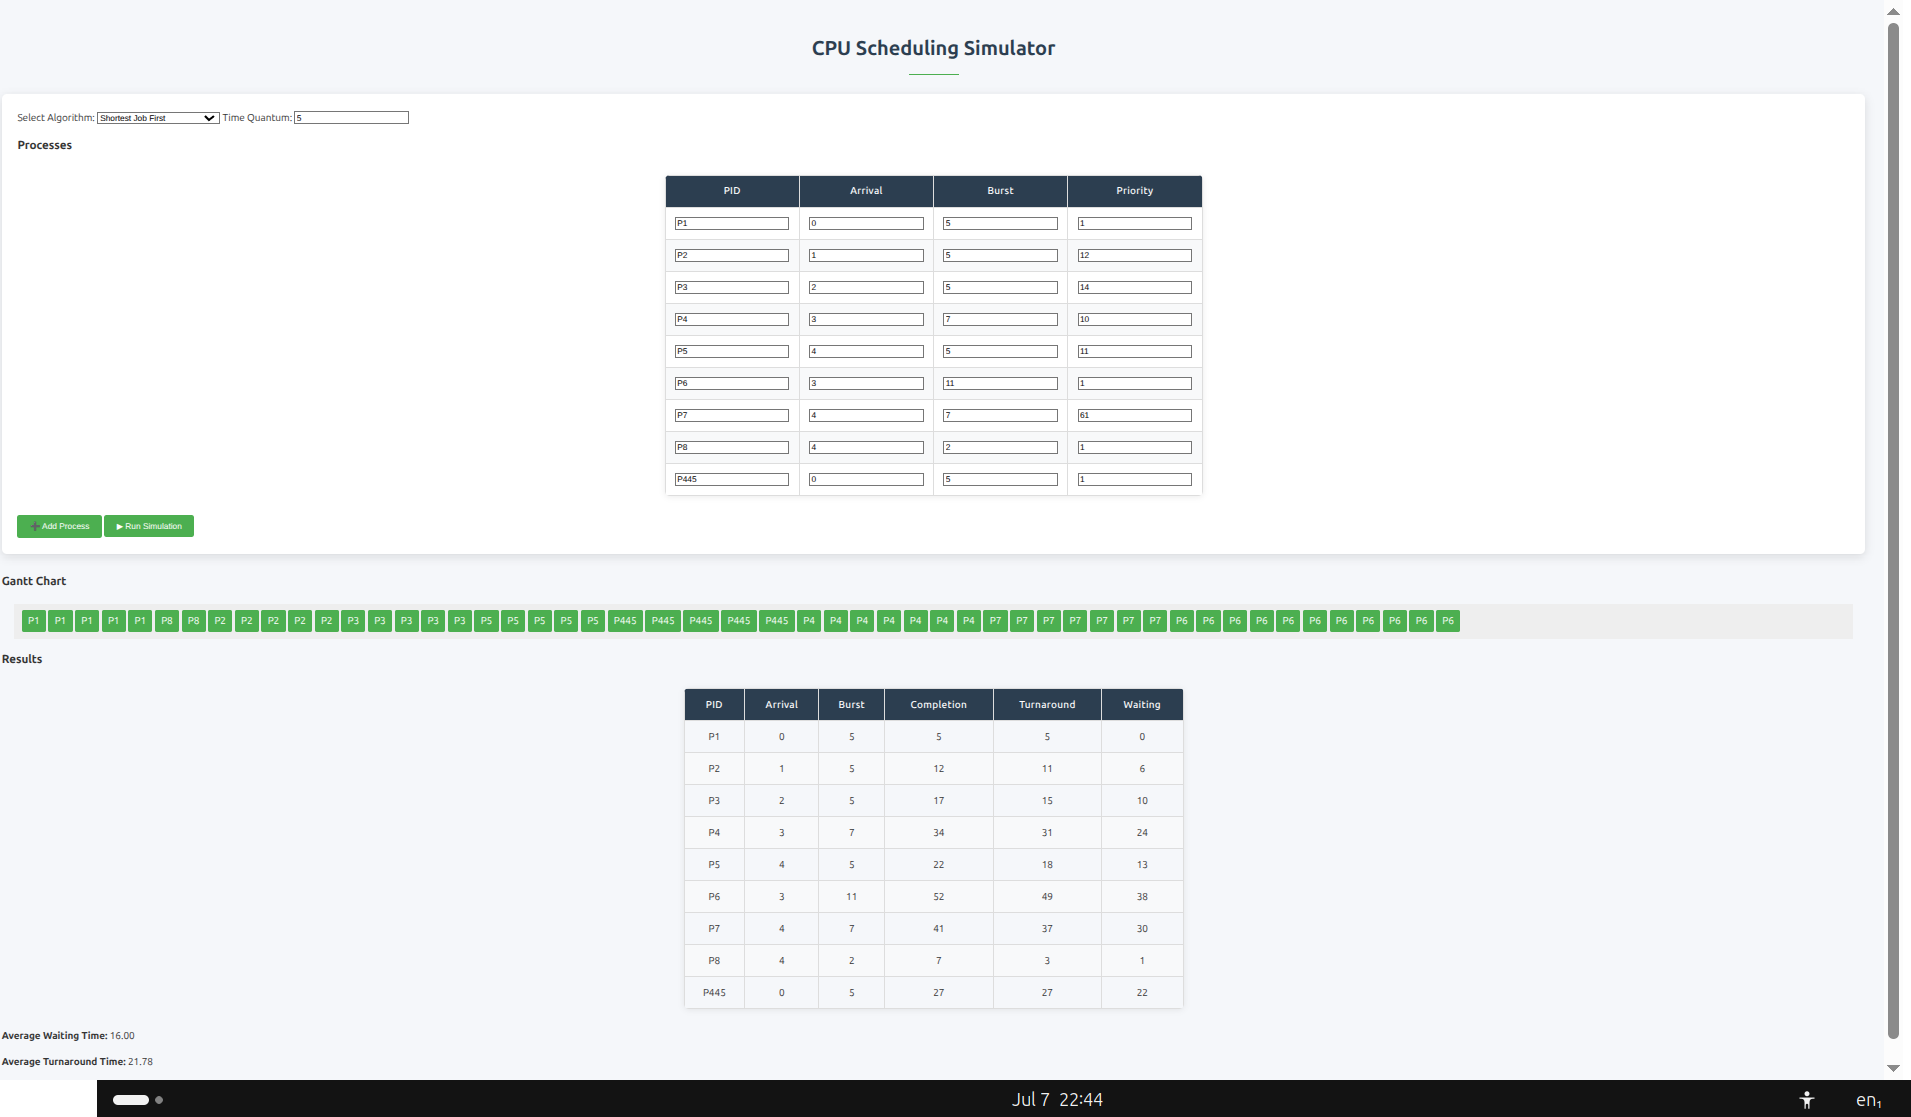 CPU Scheduling Simulator
Select Algorithm: Shortest Job First Time Quantum: 5
Processes
PID Arrival Burst Priority
P1 0 5 1
P2 1 5 12
P3 2 5 14
P4 3 7 10
P5 4 5 11
P6 3 11 1
P7 4 7 61
P8 4 2 1
P445 0 5 1
➕ Add Process ▶ Run Simulation
Gantt Chart
P1 P1 P1 P1 P1 P8 P8 P2 P2 P2 P2 P2 P3 P3 P3 P3 P3 P5 P5 P5 P5 P5 P445 P445 P445 P445 P445 P4 P4 P4 P4 P4 P4 P4 P7 P7 P7 P7 P7 P7 P7 P6 P6 P6 P6 P6 P6 P6 P6 P6 P6 P6
Results
PID Arrival Burst Completion Turnaround Waiting
P1 0 5 5 5 0
P2 1 5 12 11 6
P3 2 5 17 15 10
P4 3 7 34 31 24
P5 4 5 22 18 13
P6 3 11 52 49 38
P7 4 7 41 37 30
P8 4 2 7 3 1
P445 0 5 27 27 22
Average Waiting Time: 16.00
Average Turnaround Time: 21.78
Jul 7 22:44 en₁